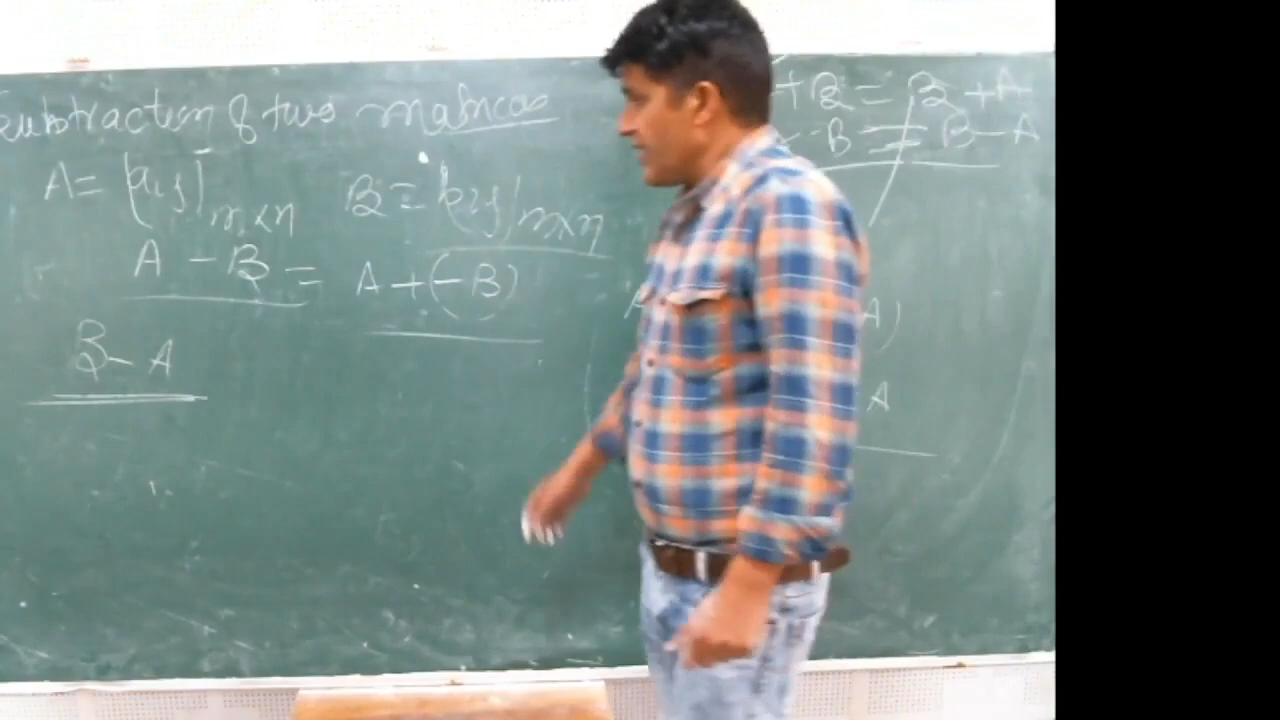 Subtraction of two matrices
A = [aij]m×n
B = [bij]m×n
A - B = A + (-B)
B - A
+ B = B + A
- B ≠ B - A
A)
A